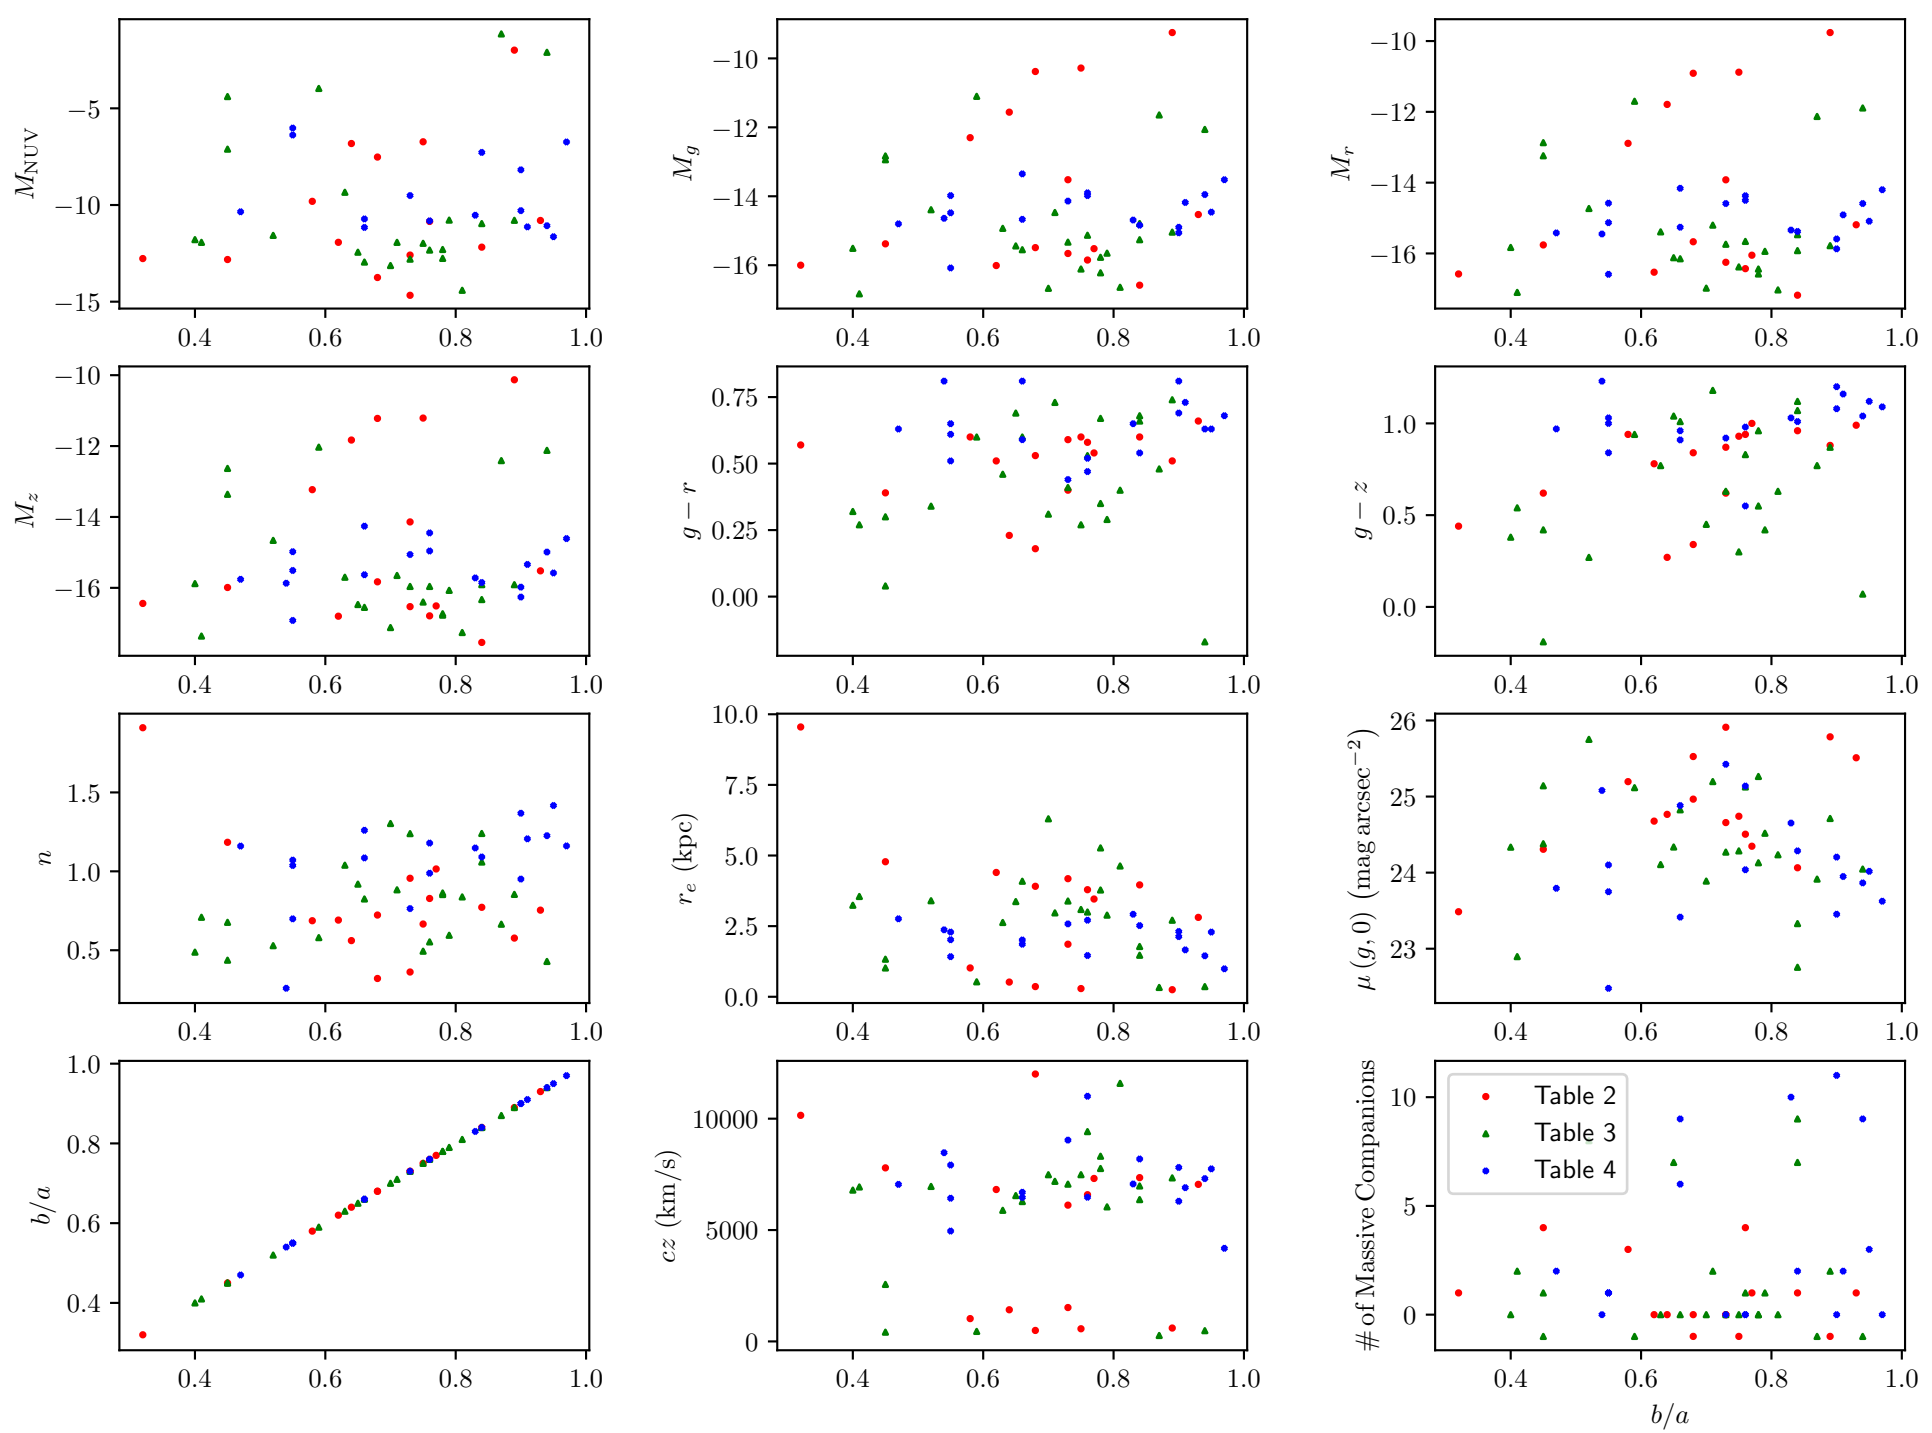 M_NUV
−5
−10
−15
0.4 0.6 0.8 1.0
M_g
−10
−12
−14
−16
0.4 0.6 0.8 1.0
M_r
−10
−12
−14
−16
0.4 0.6 0.8 1.0
M_z
−10
−12
−14
−16
0.4 0.6 0.8 1.0
g − r
0.75
0.50
0.25
0.00
0.4 0.6 0.8 1.0
g − z
1.0
0.5
0.0
0.4 0.6 0.8 1.0
n
1.5
1.0
0.5
0.4 0.6 0.8 1.0
r_e (kpc)
10.0
7.5
5.0
2.5
0.0
0.4 0.6 0.8 1.0
μ (g, 0) (mag arcsec⁻²)
26
25
24
23
0.4 0.6 0.8 1.0
b/a
1.0
0.8
0.6
0.4
0.4 0.6 0.8 1.0
cz (km/s)
10000
5000
0
0.4 0.6 0.8 1.0
# of Massive Companions
10
5
0
Table 2
Table 3
Table 4
0.4 0.6 0.8 1.0
b/a